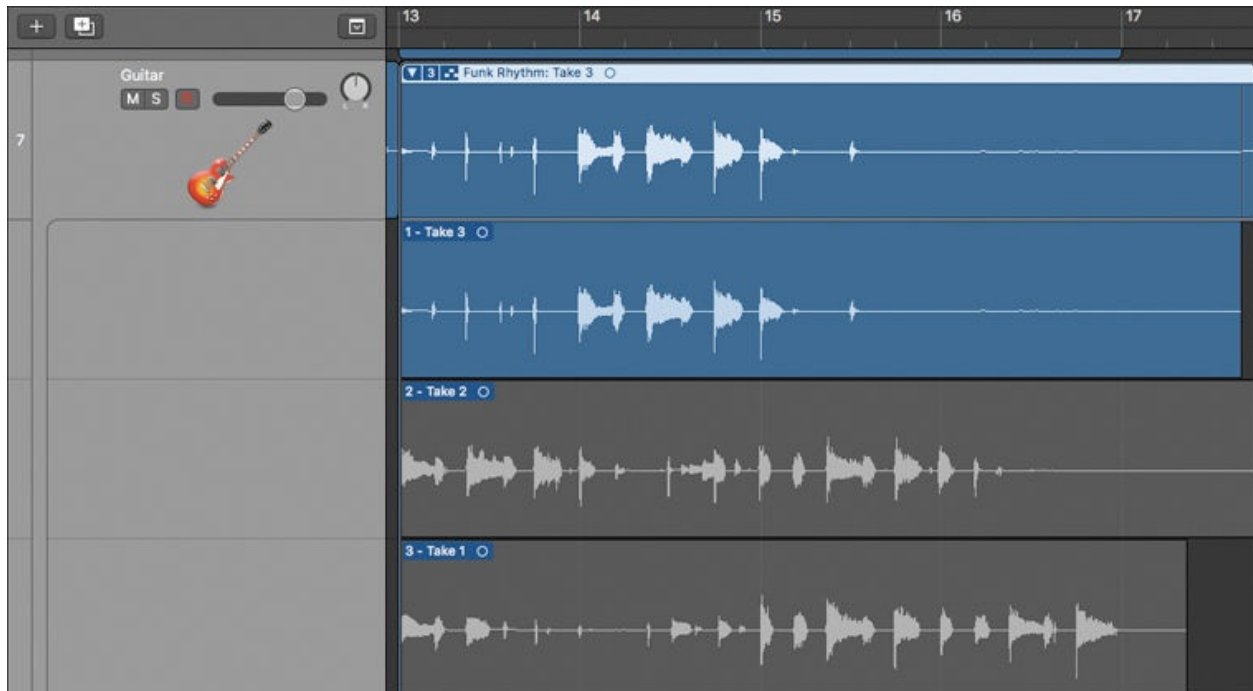 13 14 15 16 17
Guitar
M S R
3 Funk Rhythm: Take 3
7
L R
1 - Take 3
2 - Take 2
3 - Take 1